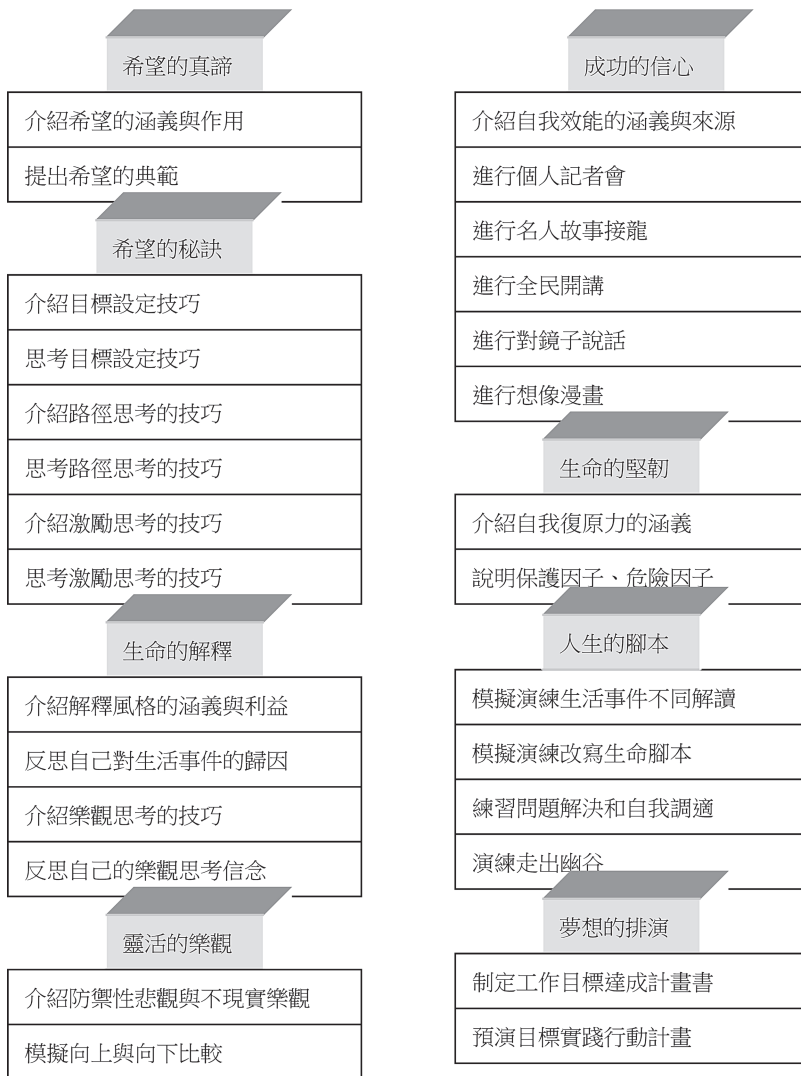 希望的真諦
介紹希望的涵義與作用
提出希望的典範
希望的秘訣
介紹目標設定技巧
思考目標設定技巧
介紹路徑思考的技巧
思考路徑思考的技巧
介紹激勵思考的技巧
思考激勵思考的技巧
生命的解釋
介紹解釋風格的涵義與利益
反思自己對生活事件的歸因
介紹樂觀思考的技巧
反思自己的樂觀思考信念
靈活的樂觀
介紹防禦性悲觀與不現實樂觀
模擬向上與向下比較
成功的信心
介紹自我效能的涵義與來源
進行個人記者會
進行名人故事接龍
進行全民開講
進行對鏡子說話
進行想像漫畫
生命的堅韌
介紹自我復原力的涵義
說明保護因子、危險因子
人生的腳本
模擬演練生活事件不同解讀
模擬演練改寫生命腳本
練習問題解決和自我調適
演練走出幽谷
夢想的排演
制定工作目標達成計畫書
預演目標實踐行動計畫